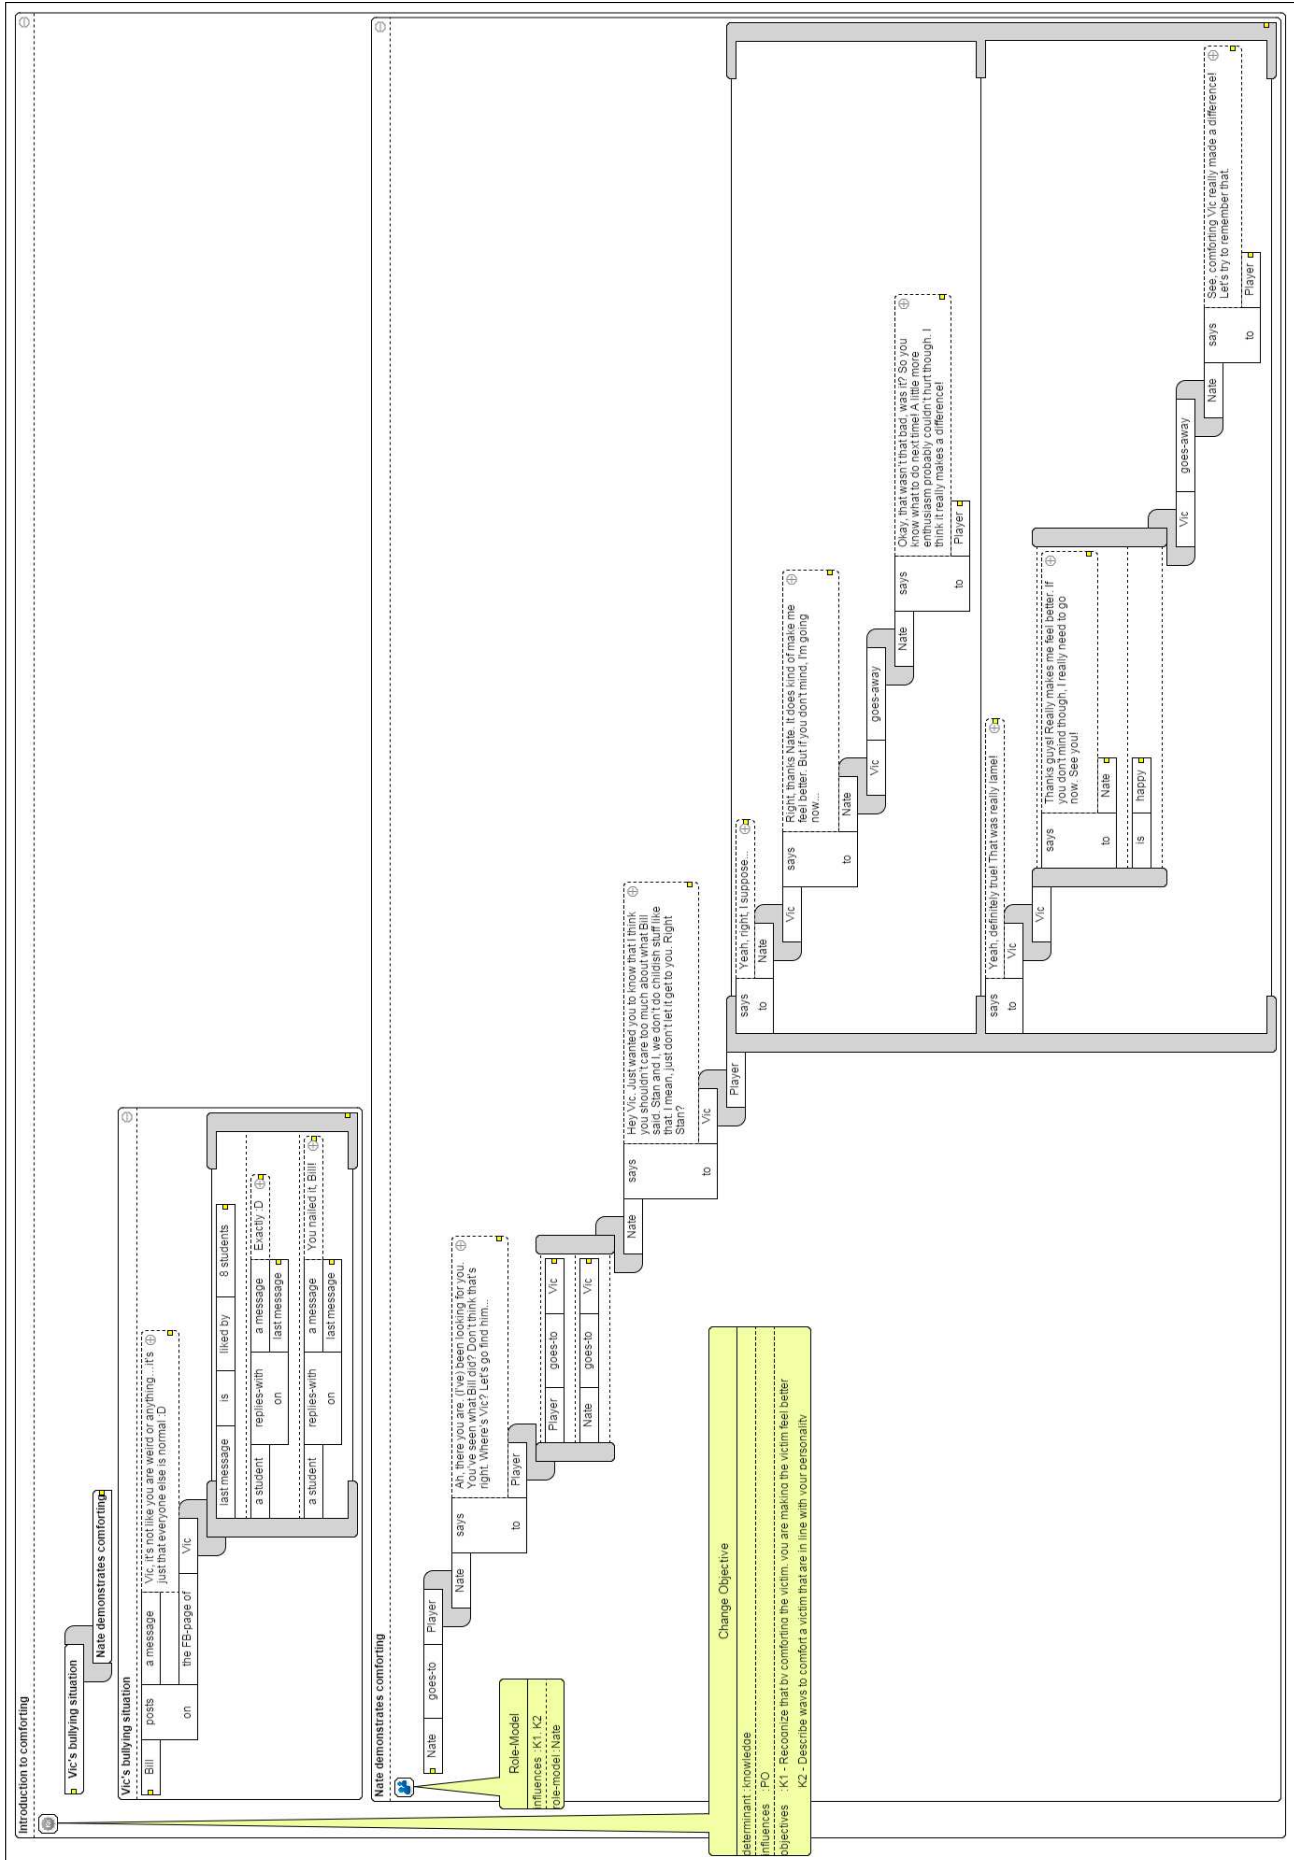 Introduction to comforting
Vic's bullying situation
Nate demonstrates comforting
Vic's bullying situation
Bill
posts
a message
Vic, it's not like you are weird or anything...it's
just that everyone else is normal :D
on
the FB-page of
Vic
last message
is
liked by
8 students
a student
replies-with
a message
Exactly :D
on
last message
a student
replies-with
a message
You nailed it, Bill!
on
last message
Nate demonstrates comforting
Nate
goes-to
Player
Nate
says
Ah, there you are. (I've) been looking for you.
You've seen what Bill did? Don't think that's
right. Where's Vic? Let's go find him...
to
Player
Player
goes-to
Vic
Nate
goes-to
Vic
Nate
says
Hey Vic. Just wanted you to know that I think
you shouldn't care too much about what Bill
said. Stan and I, we don't do childish stuff like
that. I mean, just don't let it get to you. Right
Stan?
to
Vic
Player
says
Yeah, right, I suppose...
to
Nate
Vic
says
Right, thanks Nate. It does kind of make me
feel better. But if you don't mind, I'm going
now...
to
Nate
Vic
goes-away
Nate
says
Okay, that wasn't that bad, was it? So you
know what to do next time! A little more
enthusiasm probably couldn't hurt though. I
think it really makes a difference!
to
Player
says
Yeah, definitely true! That was really lame!
to
Vic
Vic
says
Thanks guys! Really makes me feel better. If
you don't mind though, I really need to go
now. See you!
to
Nate
is
happy
Vic
goes-away
Nate
says
See, comforting Vic really made a difference!
Let's try to remember that.
to
Player
Role-Model
influences : K1, K2
role-model : Nate
Change Objective
determinant : knowledge
influences : PO
objectives : K1 - Recognize that by comforting the victim, you are making the victim feel better
K2 - Describe ways to comfort a victim that are in line with your personality